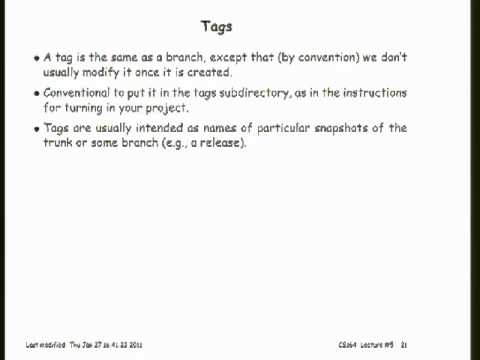 Tags
● A tag is the same as a branch, except that (by convention) we don't
usually modify it once it is created.
● Conventional to put it in the tags subdirectory, as in the instructions
for turning in your project.
● Tags are usually intended as names of particular snapshots of the
trunk or some branch (e.g., a release).
Last modified: Thu Jan 27 16:41:23 2011
CS164: Lecture #5 21